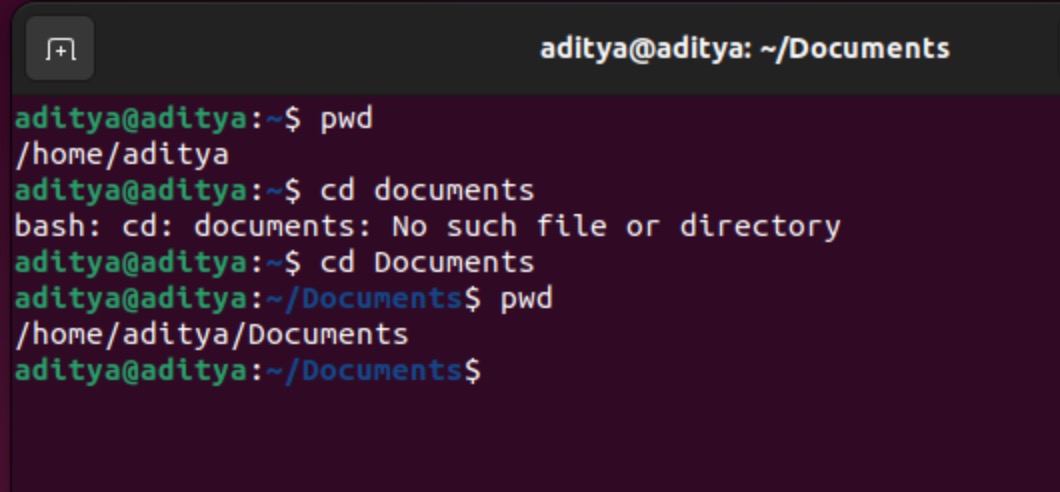 aditya@aditya: ~/Documents
aditya@aditya:~$ pwd
/home/aditya
aditya@aditya:~$ cd documents
bash: cd: documents: No such file or directory
aditya@aditya:~$ cd Documents
aditya@aditya:~/Documents$ pwd
/home/aditya/Documents
aditya@aditya:~/Documents$